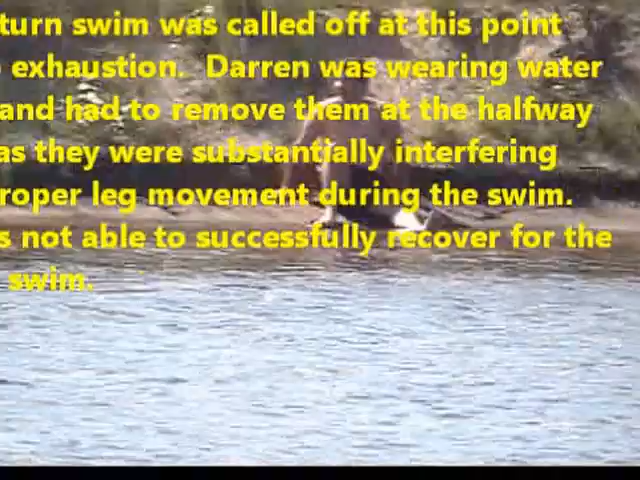 turn swim was called off at this point
exhaustion. Darren was wearing water
and had to remove them at the halfway
as they were substantially interfering
roper leg movement during the swim.
s not able to successfully recover for the
swim.